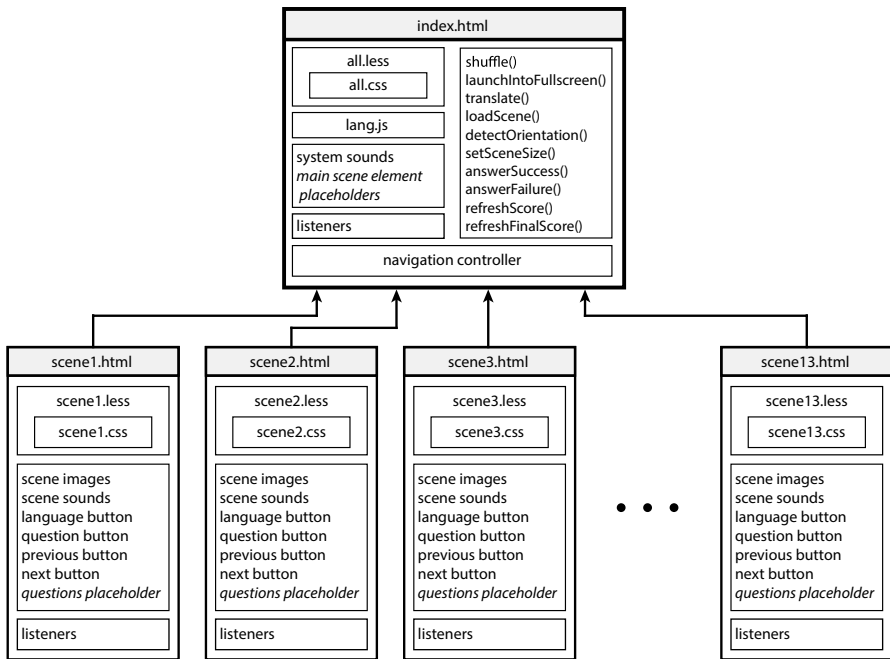 index.html
all.less
all.css
lang.js
system sounds
main scene element
placeholders
listeners
shuffle()
launchIntoFullscreen()
translate()
loadScene()
detectOrientation()
setSceneSize()
answerSuccess()
answerFailure()
refreshScore()
refreshFinalScore()
navigation controller
scene1.html
scene1.less
scene1.css
scene images
scene sounds
language button
question button
previous button
next button
questions placeholder
listeners
scene2.html
scene2.less
scene2.css
scene images
scene sounds
language button
question button
previous button
next button
questions placeholder
listeners
scene3.html
scene3.less
scene3.css
scene images
scene sounds
language button
question button
previous button
next button
questions placeholder
listeners
• • •
scene13.html
scene13.less
scene13.css
scene images
scene sounds
language button
question button
previous button
next button
questions placeholder
listeners